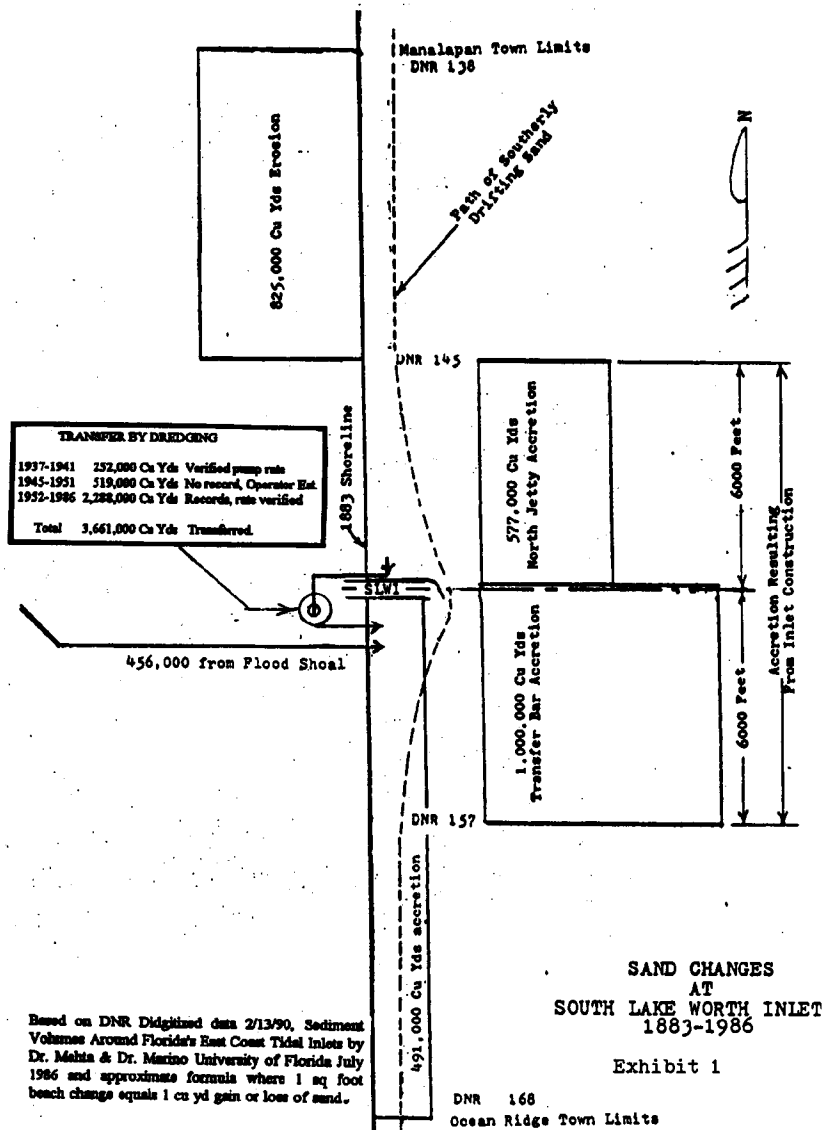 Manalapan Town Limits
DNR 138
N
Path of Southerly
Drifting Sand
825,000 Cu Yds Erosion
DNR 145
TRANSFER BY DREDGING
1937-1941 252,000 Cu Yds Verified pump rate
1945-1951 519,000 Cu Yds No record, Operator Est.
1952-1986 2,288,000 Cu Yds Records, rate verified
Total 3,661,000 Cu Yds Transferred.
1883 Shoreline
577,000 Cu Yds
North Jetty Accretion
6000 Feet
Accretion Resulting
From Inlet Construction
SLWI
456,000 from Flood Shoal
1.000.000 Cu Yds
Transfer Bar Accretion
6000 Feet
DNR 157
491,000 Cu Yds accretion
SAND CHANGES
AT
SOUTH LAKE WORTH INLET
1883-1986
Exhibit 1
Based on DNR Didgitized data 2/13/90, Sediment
Volumes Around Florida's East Coast Tidal Inlets by
Dr. Mehta & Dr. Marino University of Florida July
1986 and approximate formula where 1 sq foot
beach change equals 1 cu yd gain or loss of sand.
DNR 168
Ocean Ridge Town Limits